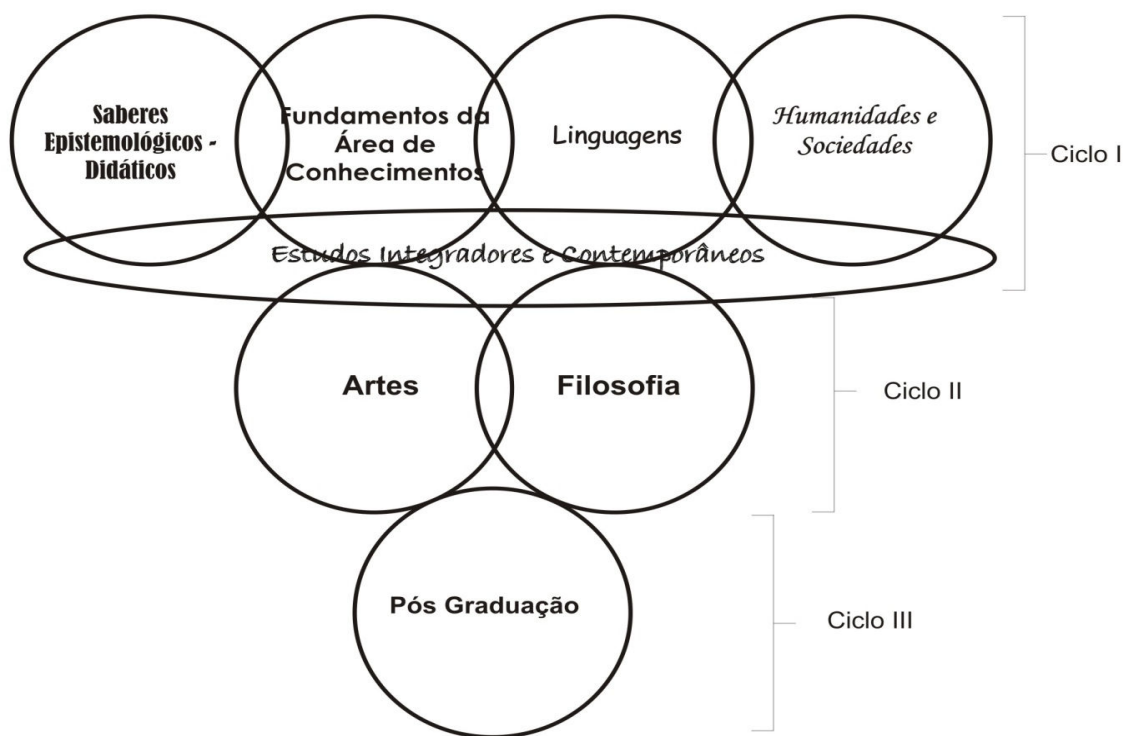 Saberes
Epistemológicos -
Didáticos
Fundamentos da
Área de
Conhecimentos
Linguagens
Humanidades e
Sociedades
Ciclo I
Estudos Integradores e Contemporâneos
Artes
Filosofia
Ciclo II
Pós Graduação
Ciclo III